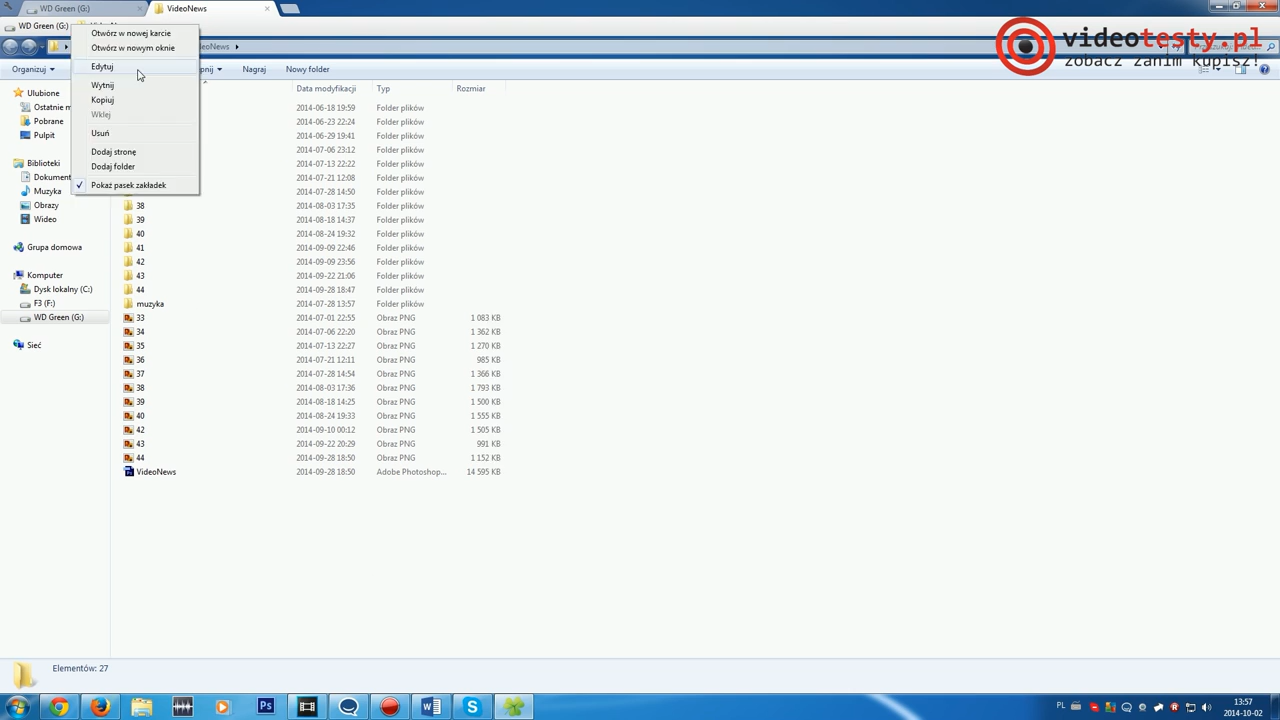 WD Green (G:)
VideoNews
WD Green (G:)
Otwórz w nowej karcie
Otwórz w nowym oknie
Edytuj
Wytnij
Kopiuj
Wklej
Usuń
Dodaj stronę
Dodaj folder
Pokaż pasek zakładek
videotesty.pl
zobacz zanim kupisz!
Organizuj
Nagraj
New folder
Data modyfikacji Typ Rozmiar
Ulubione
Ostatnie m
Pobrane
Pulpit
Biblioteki
Dokument
Muzyka
Obrazy
Wideo
Grupa domowa
Komputer
Dysk lokalny (C:)
F3 (F:)
WD Green (G:)
Sieć
2014-06-18 19:59 Folder plików
2014-06-23 22:24 Folder plików
2014-06-29 19:41 Folder plików
2014-07-06 23:12 Folder plików
2014-07-13 22:22 Folder plików
2014-07-21 12:08 Folder plików
2014-07-28 14:50 Folder plików
38 2014-08-03 17:35 Folder plików
39 2014-08-18 14:37 Folder plików
40 2014-08-24 19:32 Folder plików
41 2014-09-09 22:46 Folder plików
42 2014-09-09 23:56 Folder plików
43 2014-09-22 21:06 Folder plików
44 2014-09-28 18:47 Folder plików
muzyka 2014-07-28 13:57 Folder plików
33 2014-07-01 22:55 Obraz PNG 1 083 KB
34 2014-07-06 22:20 Obraz PNG 1 362 KB
35 2014-07-13 22:27 Obraz PNG 1 270 KB
36 2014-07-21 12:11 Obraz PNG 985 KB
37 2014-07-28 14:54 Obraz PNG 1 366 KB
38 2014-08-03 17:36 Obraz PNG 1 793 KB
39 2014-08-18 14:25 Obraz PNG 1 500 KB
40 2014-08-24 19:33 Obraz PNG 1 555 KB
42 2014-09-10 00:12 Obraz PNG 1 505 KB
43 2014-09-22 20:29 Obraz PNG 991 KB
44 2014-09-28 18:50 Obraz PNG 1 152 KB
VideoNews 2014-09-28 18:50 Adobe Photoshop... 14 595 KB
Elementów: 27
PL
13:57
2014-10-02